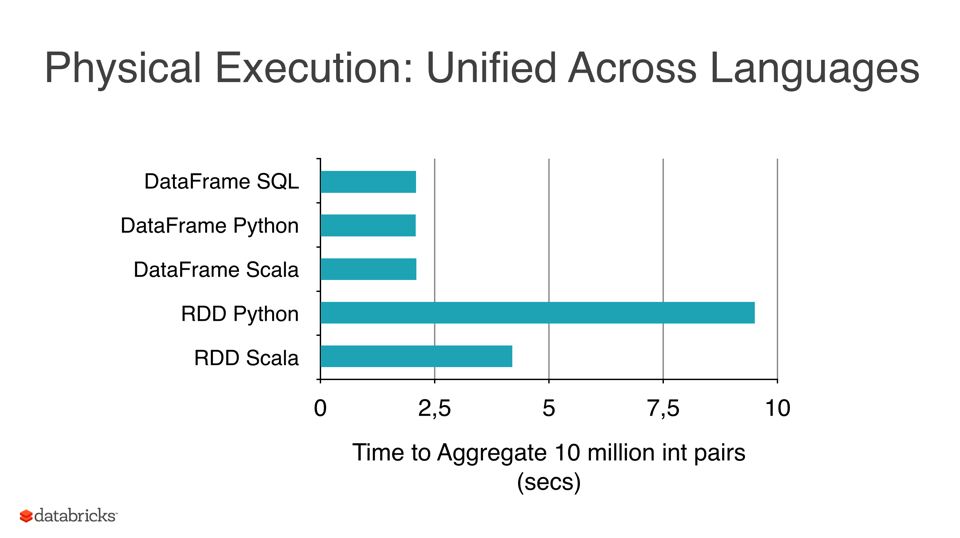 Physical Execution: Unified Across Languages
DataFrame SQL
DataFrame Python
DataFrame Scala
RDD Python
RDD Scala
0 2,5 5 7,5 10
Time to Aggregate 10 million int pairs
(secs)
databricks